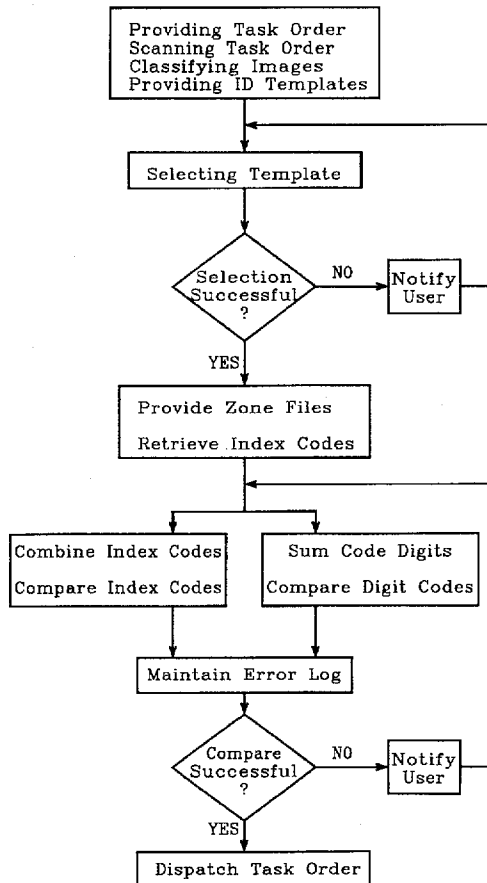 Providing Task Order
Scanning Task Order
Classifying Images
Providing ID Templates
Selecting Template
Selection
Successful
?
NO
Notify
User
YES
Provide Zone Files
Retrieve Index Codes
Combine Index Codes
Compare Index Codes
Sum Code Digits
Compare Digit Codes
Maintain Error Log
Compare
Successful
?
NO
Notify
User
YES
Dispatch Task Order